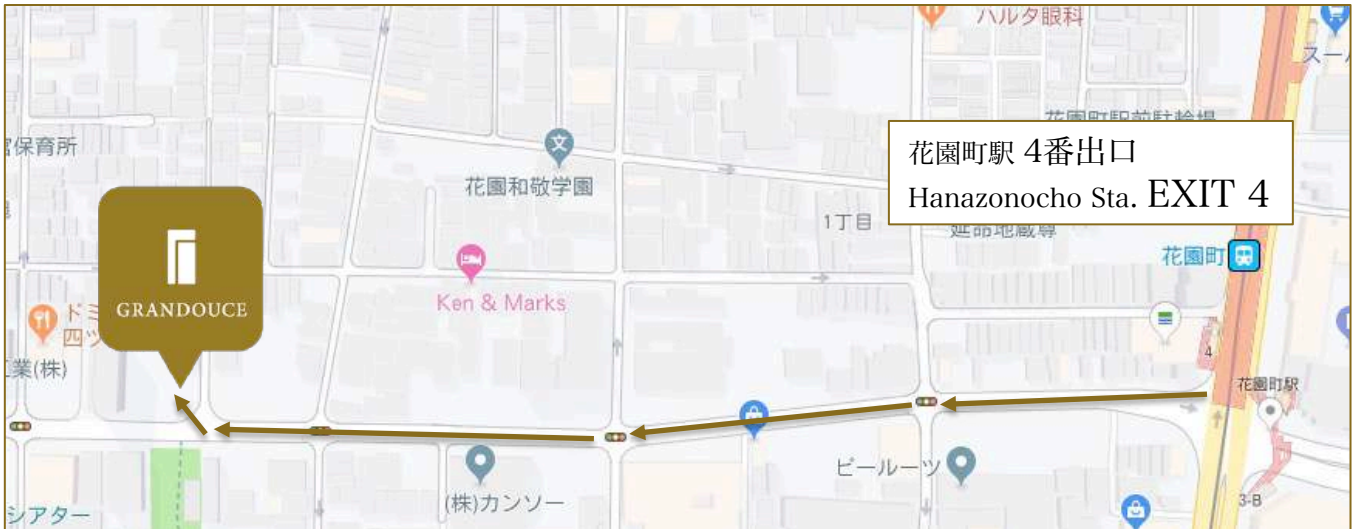 ハルタ眼科
スー
保育所
花園町駅前駐輪場
花園和敬学園
花園町駅 4番出口
Hanazonocho Sta. EXIT 4
1丁目
延命地蔵尊
花園町
GRANDOUCE
Ken & Marks
ド
四ツ
業(株)
4
花園町駅
ビールーツ
(株)カンソー
シアター
3-B